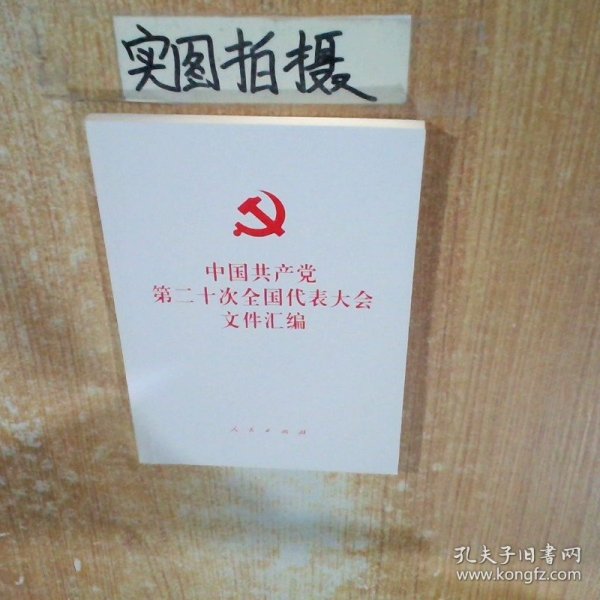 实图拍摄
中国共产党
第二十次全国代表大会
文件汇编
人民出版社
孔夫子旧书网
www.kongfz.com